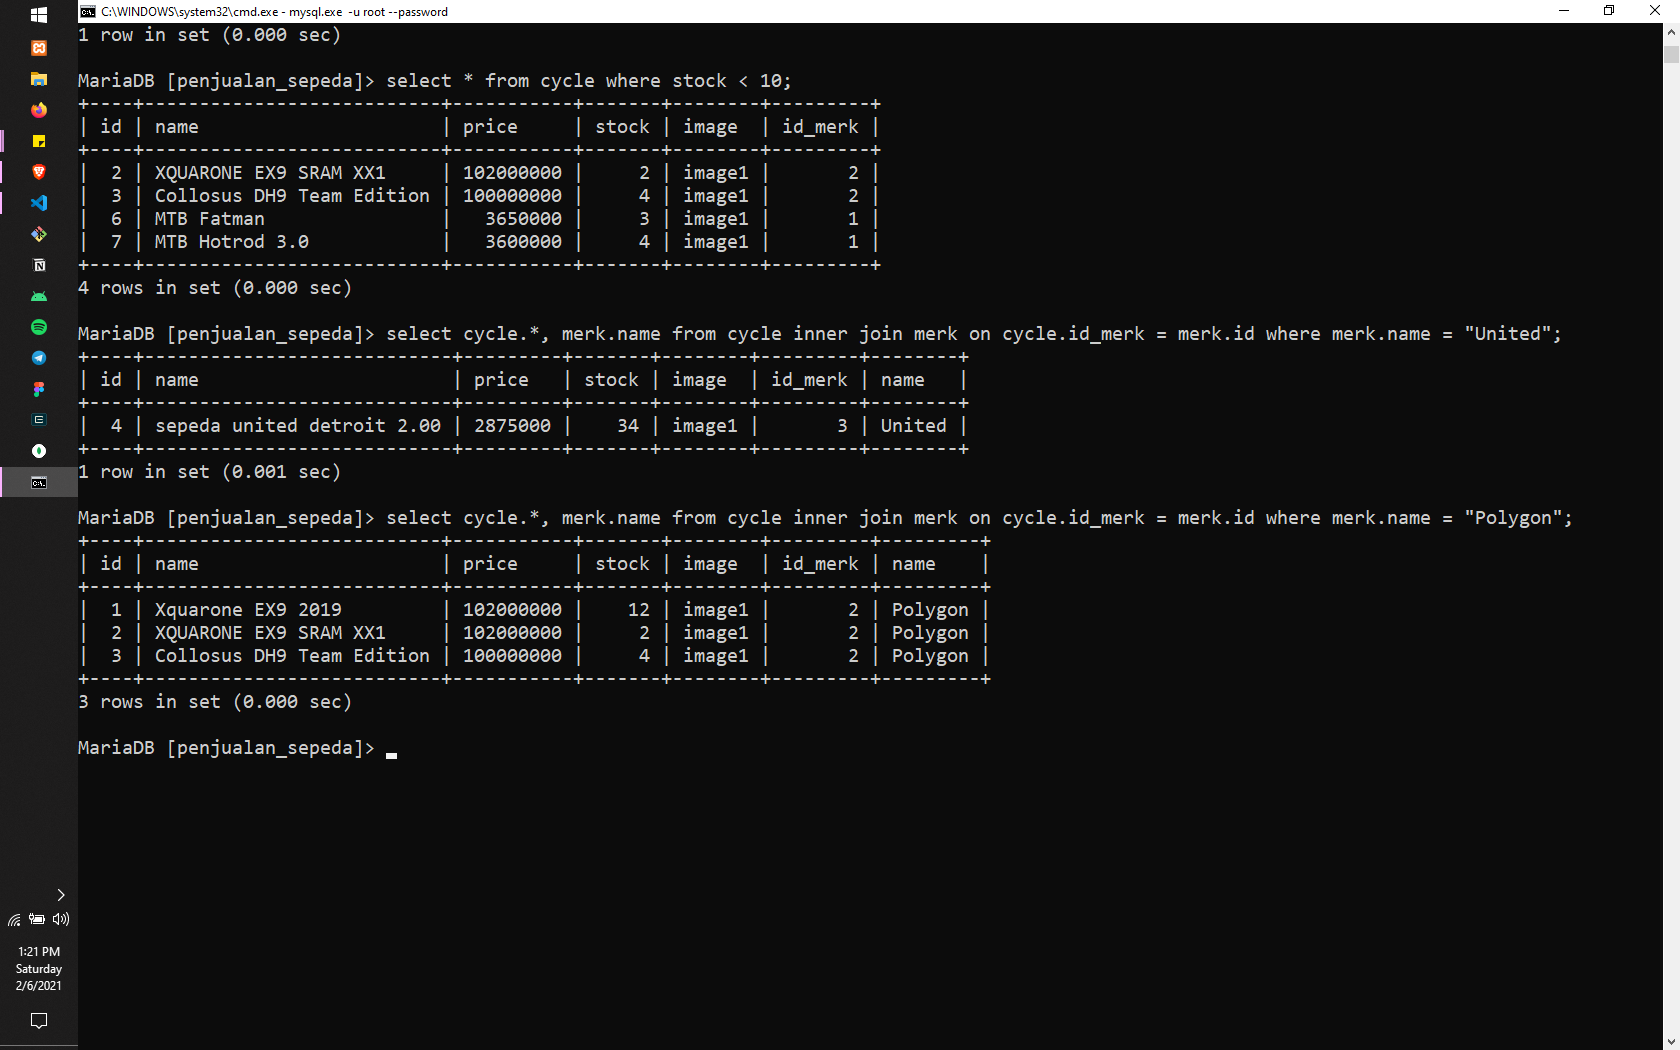 C:\WINDOWS\system32\cmd.exe - mysql.exe  -u root --password
1 row in set (0.000 sec)
MariaDB [penjualan_sepeda]> select * from cycle where stock < 10;
+----+---------------------------+-----------+-------+--------+---------+
| id | name                      | price     | stock | image  | id_merk |
+----+---------------------------+-----------+-------+--------+---------+
|  2 | XQUARONE EX9 SRAM XX1     | 102000000 |     2 | image1 |       2 |
|  3 | Collosus DH9 Team Edition | 100000000 |     4 | image1 |       2 |
|  6 | MTB Fatman                |   3650000 |     3 | image1 |       1 |
|  7 | MTB Hotrod 3.0            |   3600000 |     4 | image1 |       1 |
+----+---------------------------+-----------+-------+--------+---------+
4 rows in set (0.000 sec)
MariaDB [penjualan_sepeda]> select cycle.*, merk.name from cycle inner join merk on cycle.id_merk = merk.id where merk.name = "United";
+----+----------------------------+---------+-------+--------+---------+--------+
| id | name                       | price   | stock | image  | id_merk | name   |
+----+----------------------------+---------+-------+--------+---------+--------+
|  4 | sepeda united detroit 2.00 | 2875000 |    34 | image1 |       3 | United |
+----+----------------------------+---------+-------+--------+---------+--------+
1 row in set (0.001 sec)
MariaDB [penjualan_sepeda]> select cycle.*, merk.name from cycle inner join merk on cycle.id_merk = merk.id where merk.name = "Polygon";
+----+---------------------------+-----------+-------+--------+---------+---------+
| id | name                      | price     | stock | image  | id_merk | name    |
+----+---------------------------+-----------+-------+--------+---------+---------+
|  1 | Xquarone EX9 2019         | 102000000 |    12 | image1 |       2 | Polygon |
|  2 | XQUARONE EX9 SRAM XX1     | 102000000 |     2 | image1 |       2 | Polygon |
|  3 | Collosus DH9 Team Edition | 100000000 |     4 | image1 |       2 | Polygon |
+----+---------------------------+-----------+-------+--------+---------+---------+
3 rows in set (0.000 sec)
MariaDB [penjualan_sepeda]>
1:21 PM
Saturday
2/6/2021